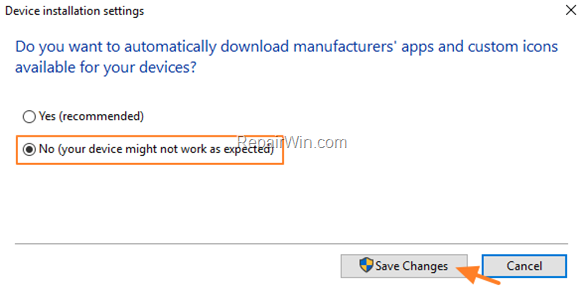 Device installation settings
Do you want to automatically download manufacturers' apps and custom icons
available for your devices?
Yes (recommended)
RepairWin.com
No (your device might not work as expected)
Save Changes
Cancel